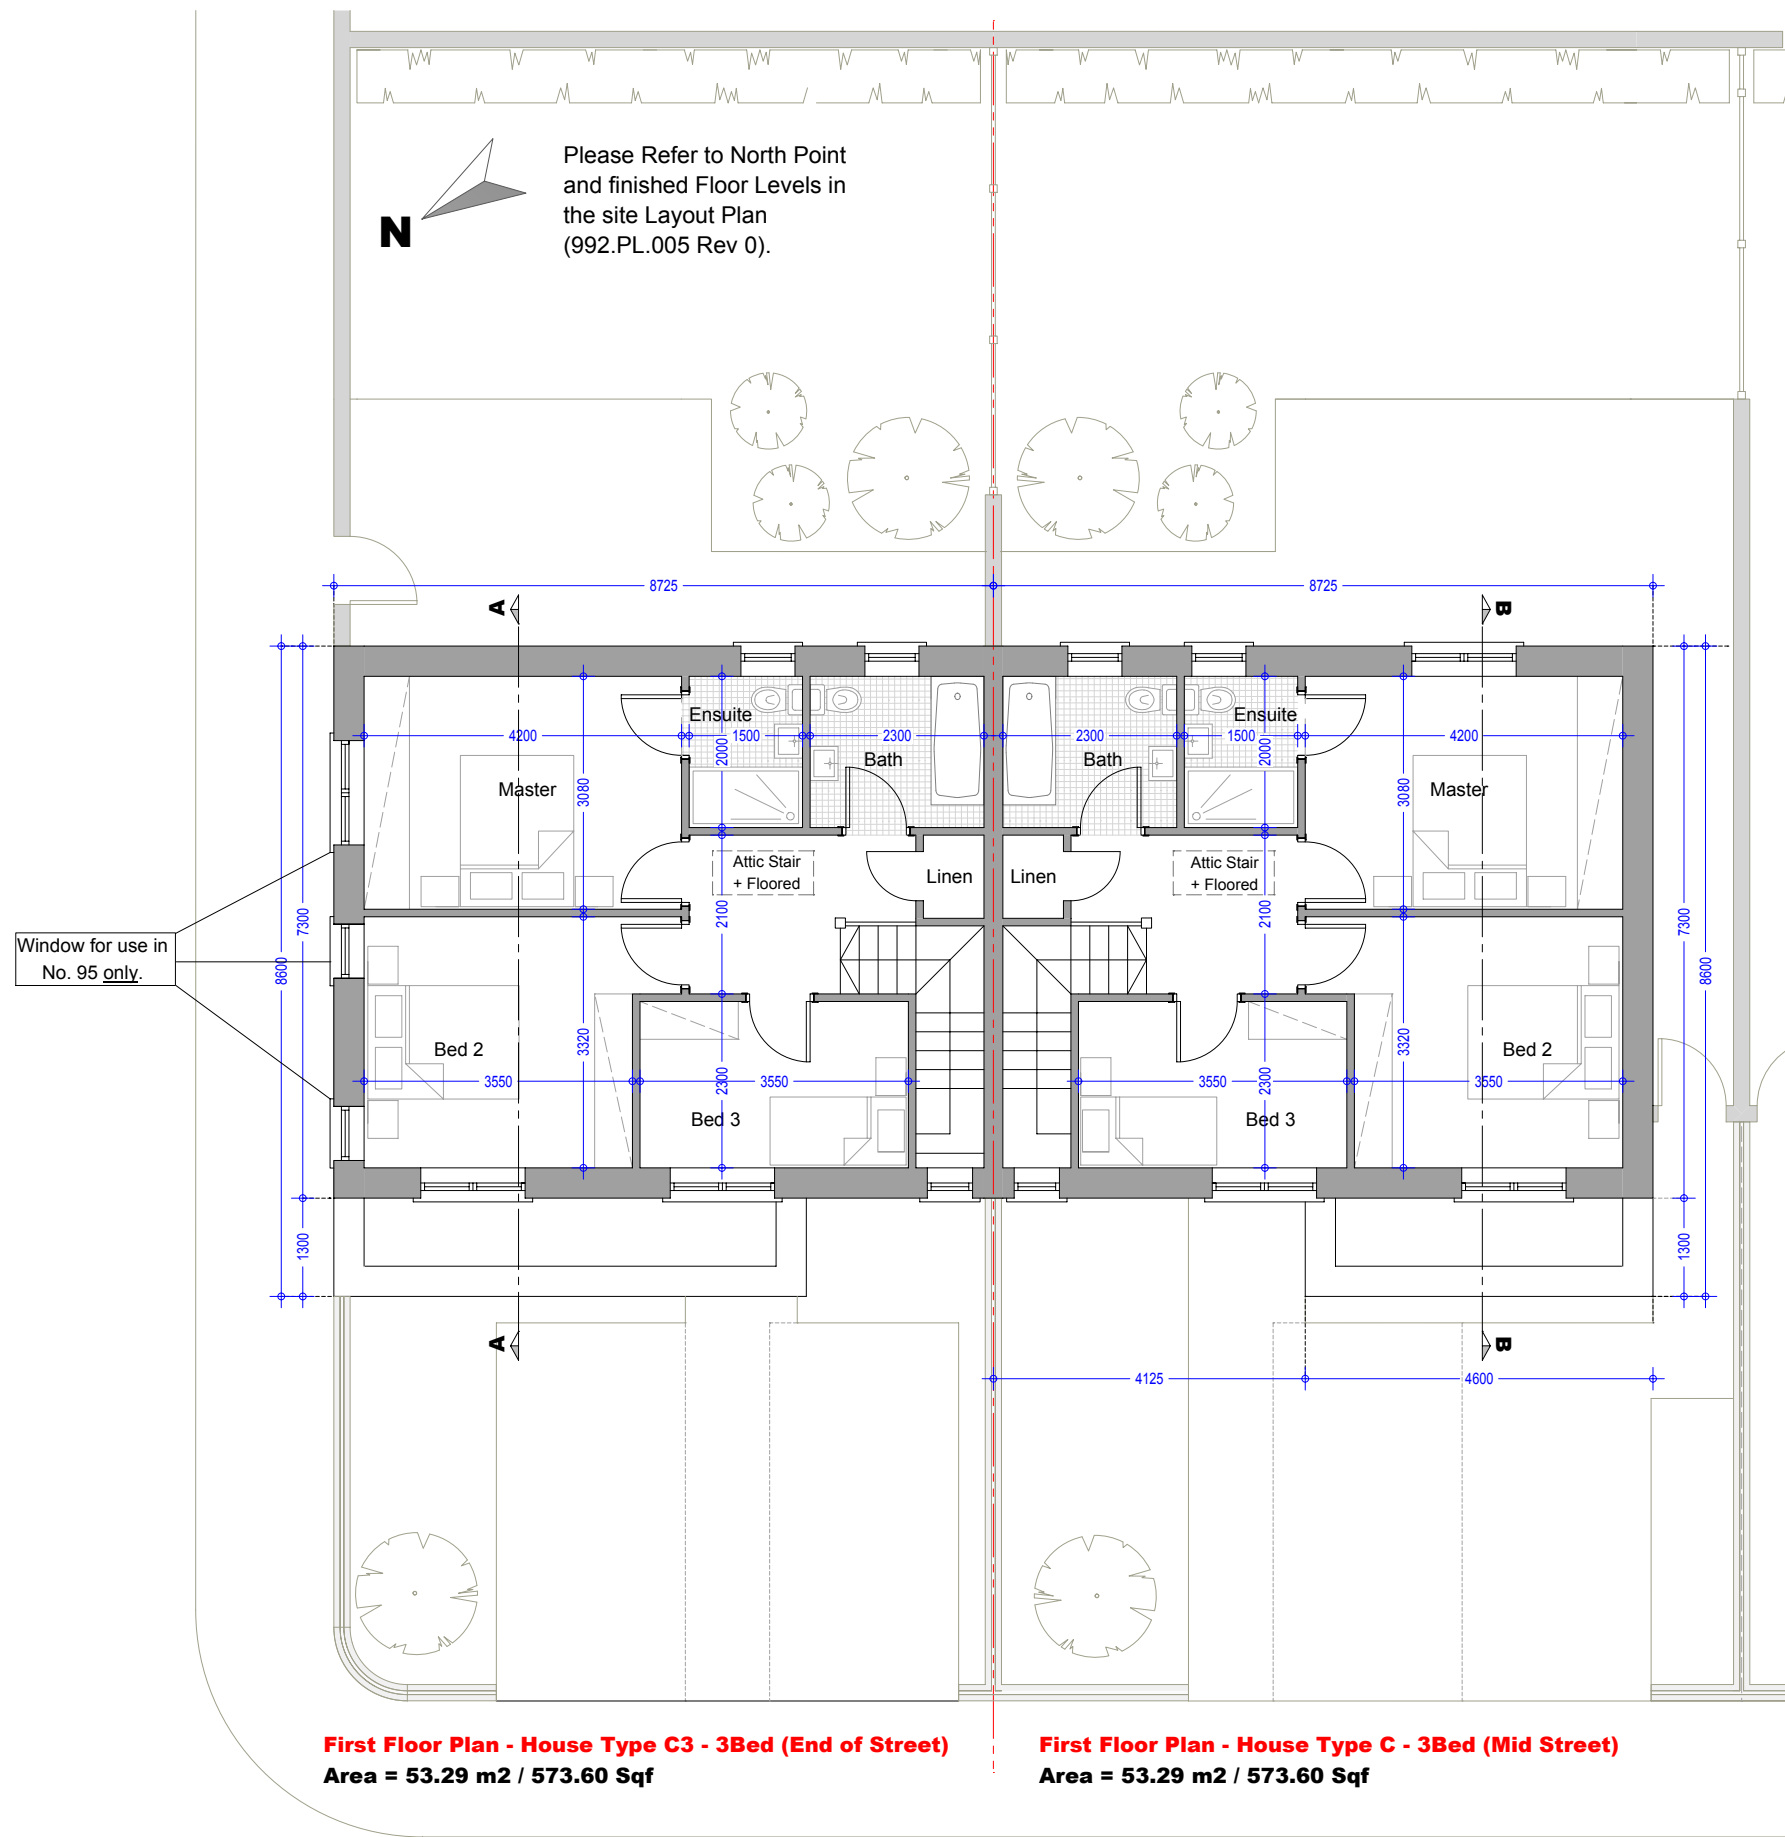 Please Refer to North Point
and finished Floor Levels in
the site Layout Plan
(992.PL.005 Rev 0).
N
8725
8725
A
B
Ensuite
Ensuite
4200
1500
2300
2300
1500
4200
2000
2000
Bath
Bath
Master
Master
3080
3080
Attic Stair
+ Floored
Attic Stair
+ Floored
Linen
Linen
2100
2100
7300
7300
8600
8600
Window for use in
No. 95 only.
Bed 2
Bed 2
3320
3320
3550
2300
3550
3550
2300
3550
Bed 3
Bed 3
1300
1300
A
B
4125
4600
First Floor Plan - House Type C3 - 3Bed (End of Street)
Area = 53.29 m2 / 573.60 Sqf
First Floor Plan - House Type C - 3Bed (Mid Street)
Area = 53.29 m2 / 573.60 Sqf